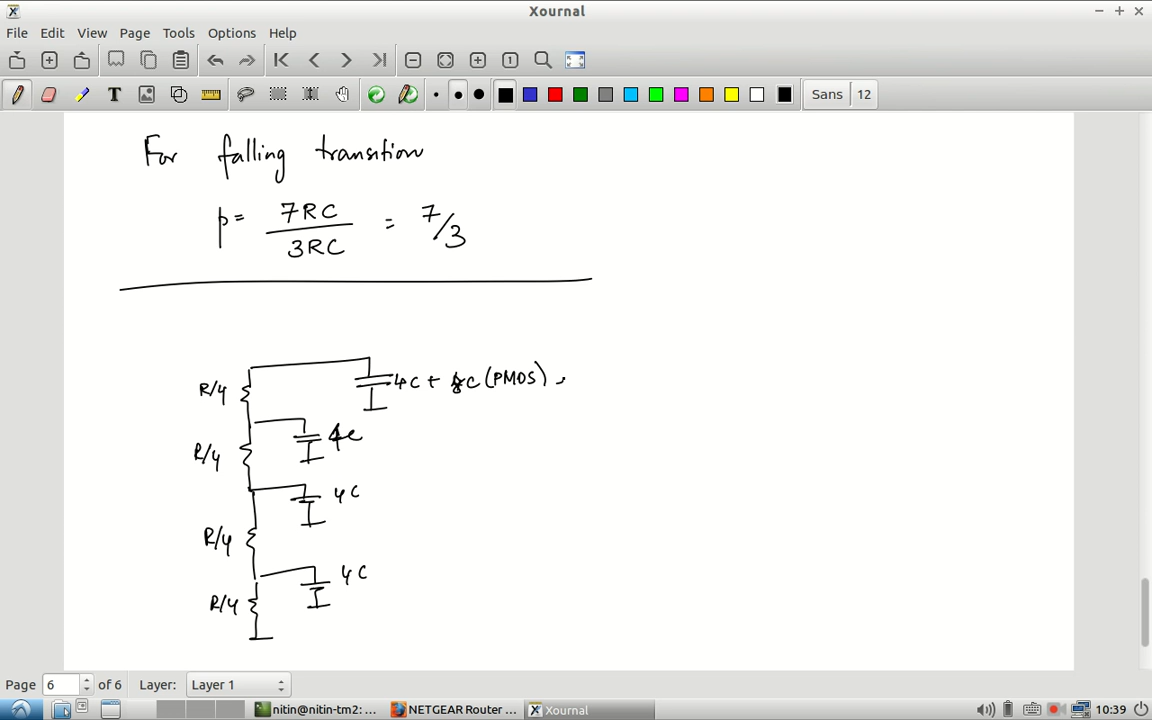 Xournal
File Edit View Page Tools Options Help
Sans 12
For falling transition
p = 7RC / 3RC = 7/3
R/4
4C + 8C (PMOS)
R/4
4C
R/4
4C
R/4
4C
Page 6 of 6 Layer: Layer 1
nitin@nitin-tm2: ... NETGEAR Router ... Xournal 10:39